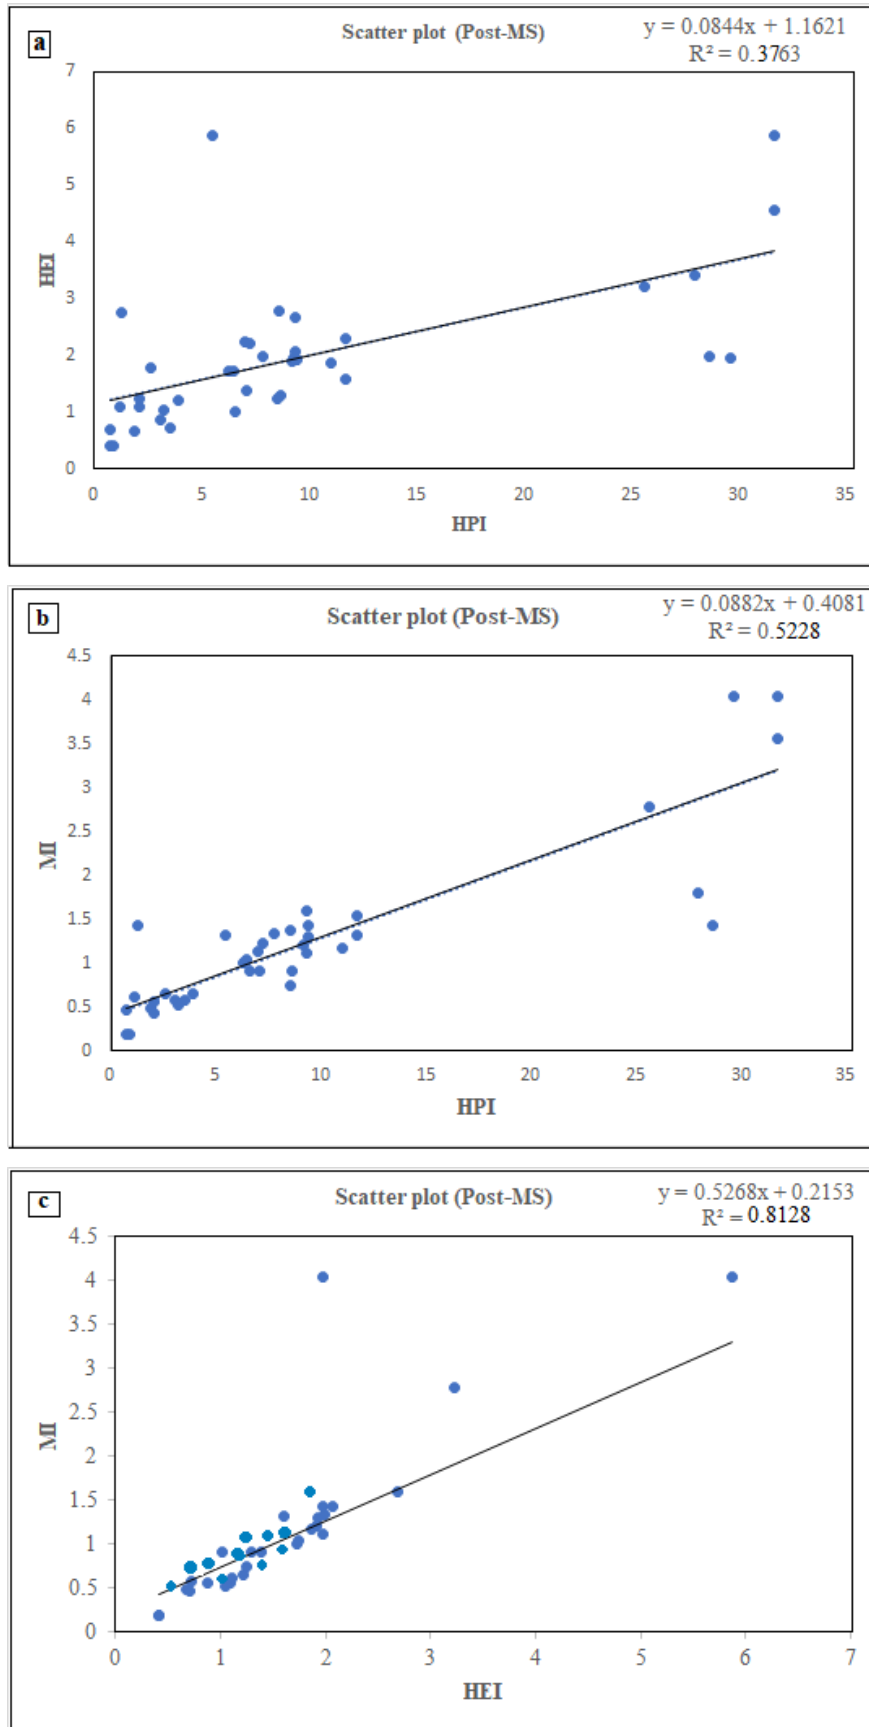 a
Scatter plot (Post-MS)
y = 0.0844x + 1.1621
R² = 0.3763
7
6
5
4
3
2
1
0
HEI
0 5 10 15 20 25 30 35
HPI
b
Scatter plot (Post-MS)
y = 0.0882x + 0.4081
R² = 0.5228
4.5
4
3.5
3
2.5
2
1.5
1
0.5
0
MI
0 5 10 15 20 25 30 35
HPI
c
Scatter plot (Post-MS)
y = 0.5268x + 0.2153
R² = 0.8128
4.5
4
3.5
3
2.5
2
1.5
1
0.5
0
MI
0 1 2 3 4 5 6 7
HEI